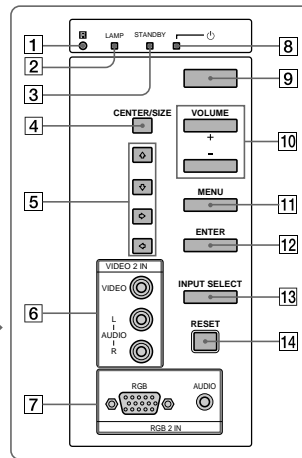 R LAMP STANDBY
1
2
3
8
9
4 CENTER/SIZE VOLUME
+
-
10
5
MENU
11
ENTER
12
VIDEO 2 IN
VIDEO
L
AUDIO
R
6
INPUT SELECT
13
RESET
14
7
RGB AUDIO
RGB 2 IN